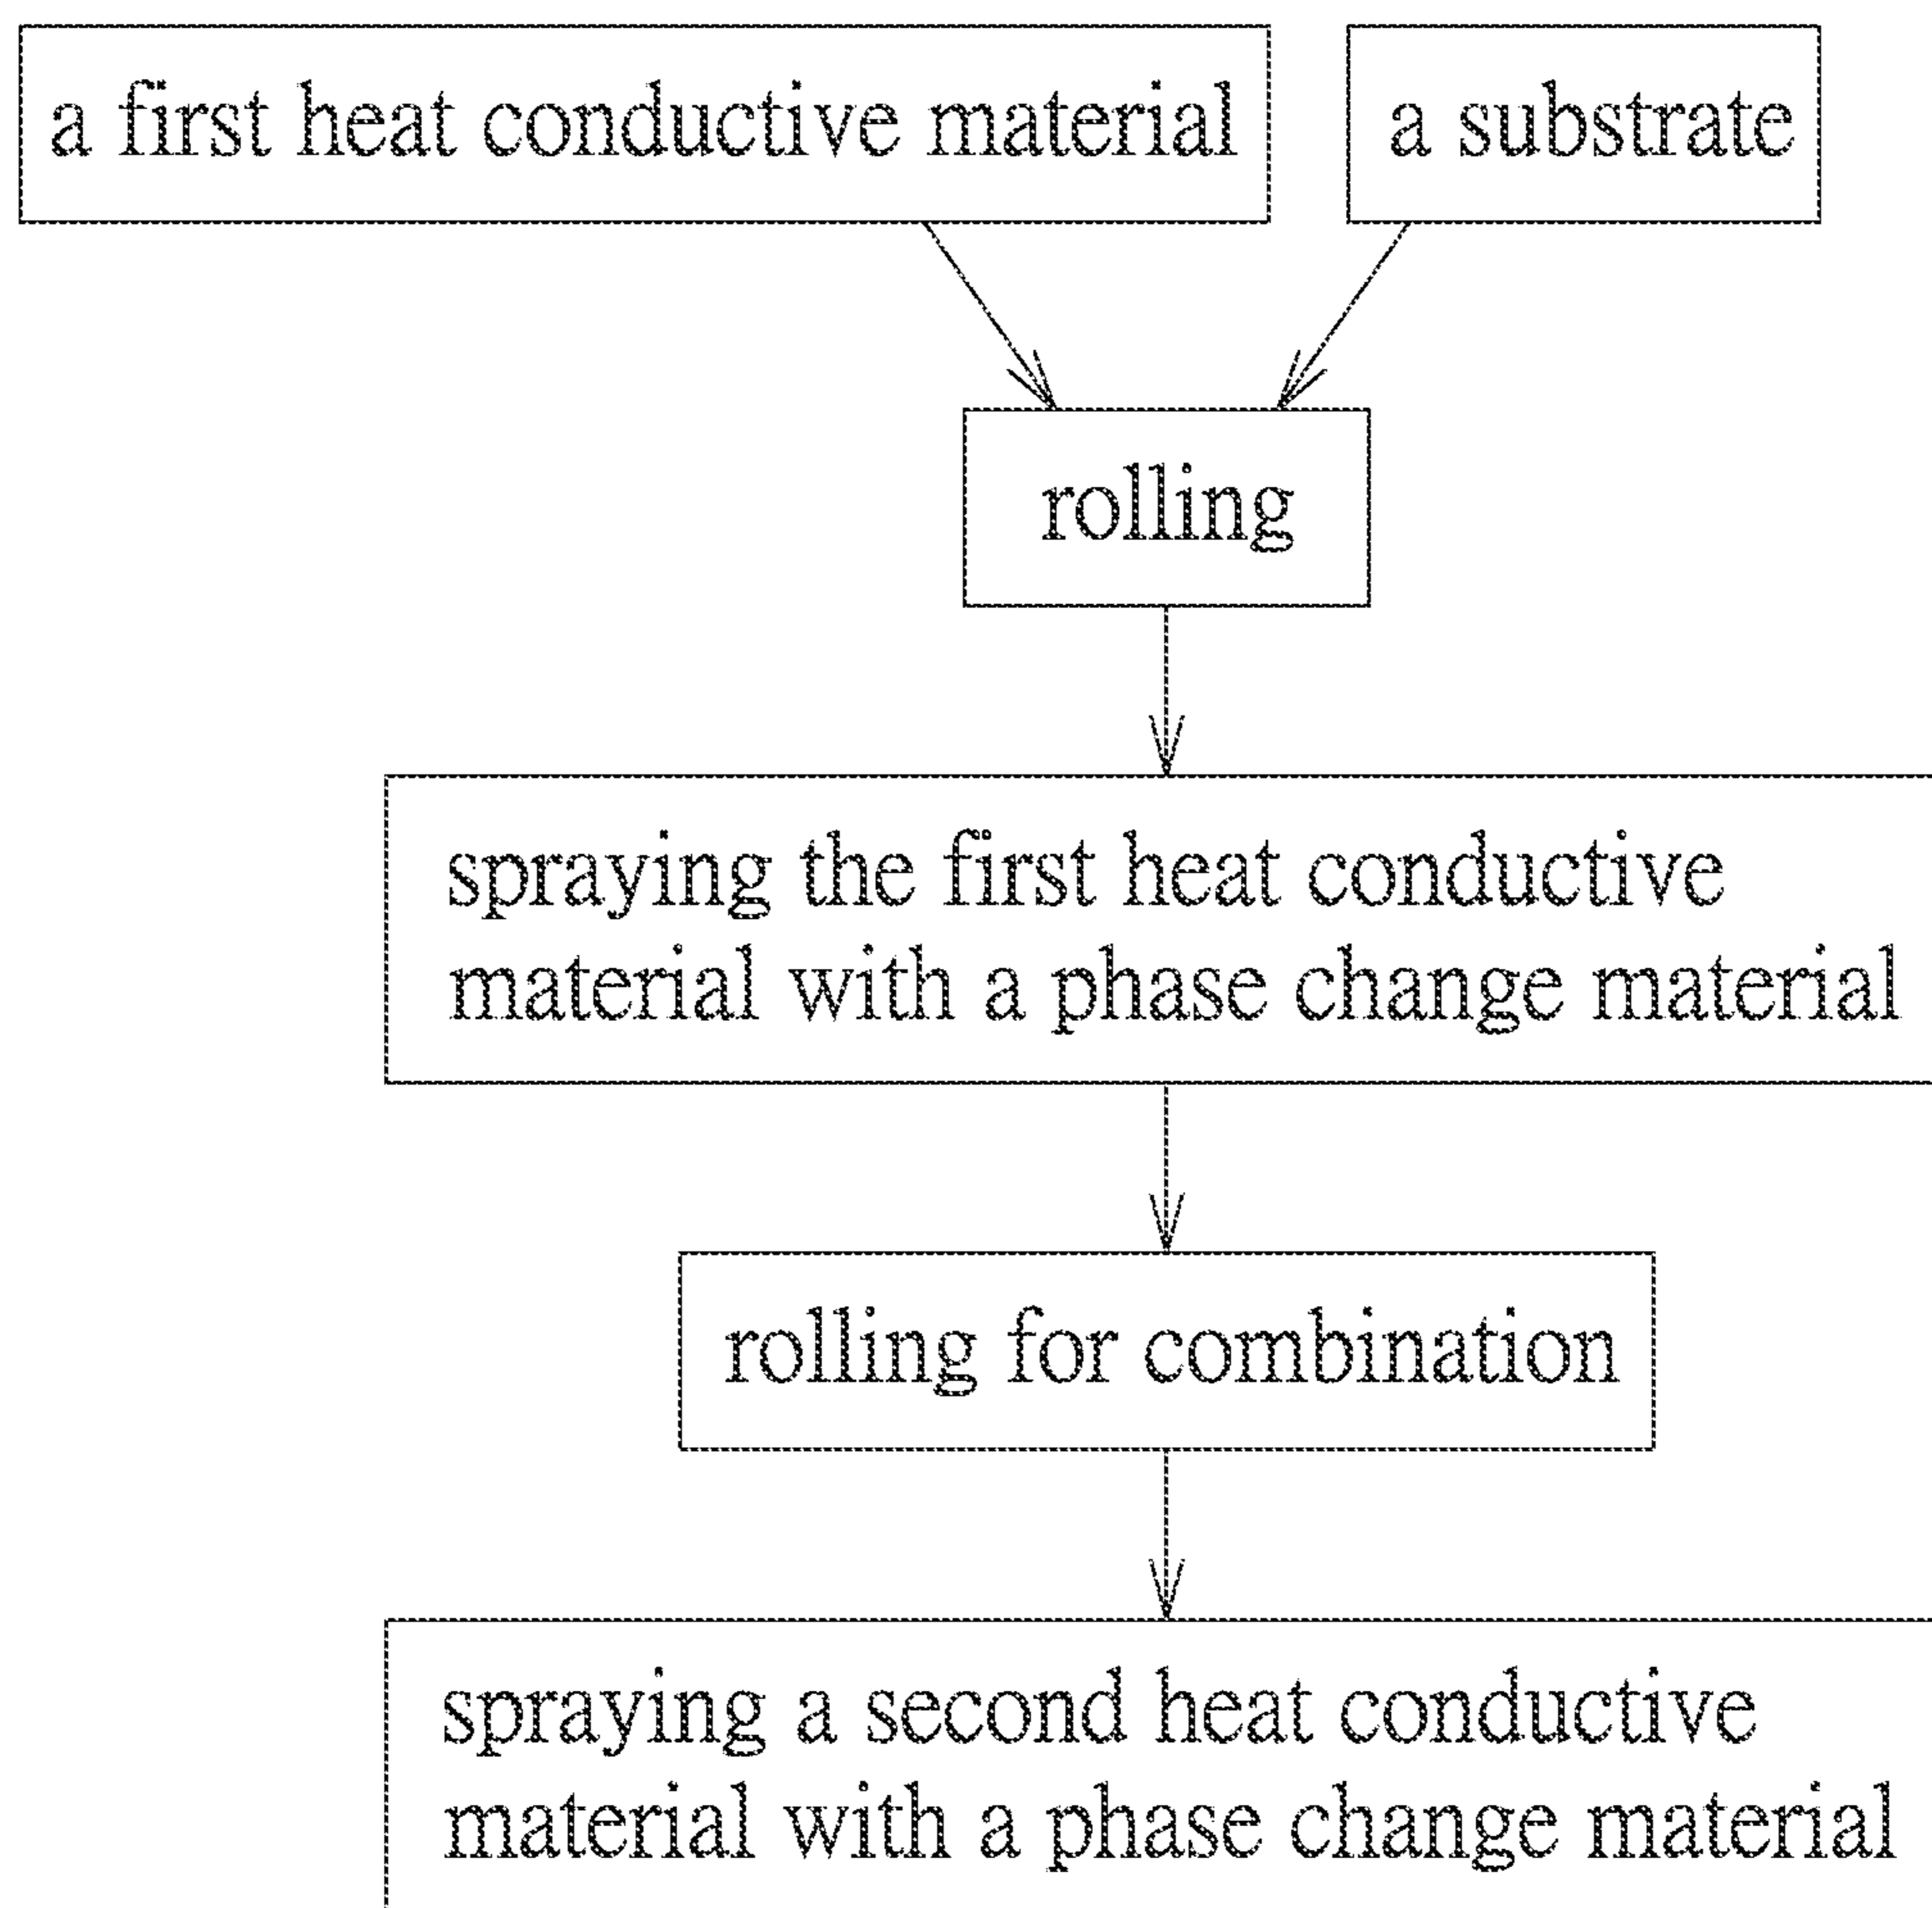 a first heat conductive material
a substrate
rolling
spraying the first heat conductive
material with a phase change material
rolling for combination
spraying a second heat conductive
material with a phase change material